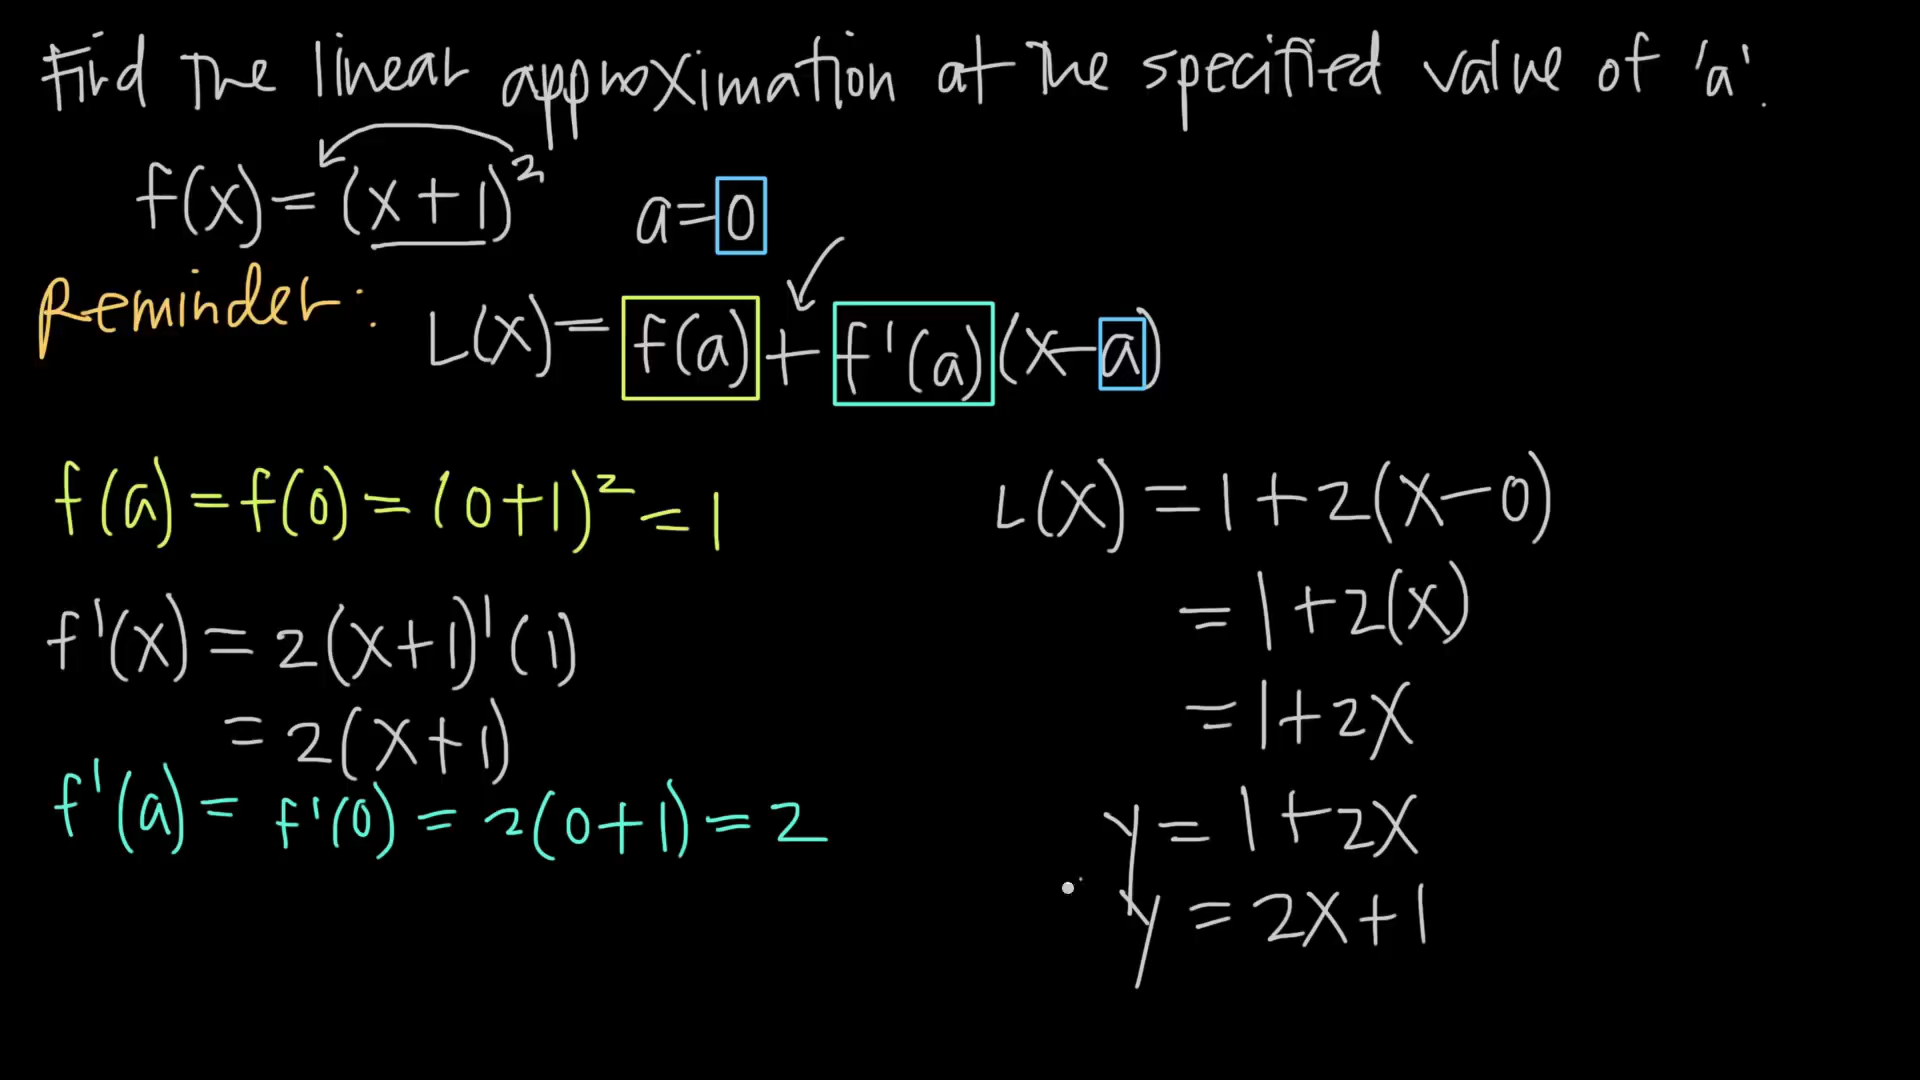 Find the linear approximation at the specified value of 'a'.
f(x) = (x+1)² a=0
Reminder: L(x) = f(a) + f'(a)(x-a)
f(a) = f(0) = (0+1)² = 1
f'(x) = 2(x+1)¹(1)
= 2(x+1)
f'(a) = f'(0) = 2(0+1) = 2
L(x) = 1+2(x-0)
= 1+2(x)
= 1+2x
y = 1+2x
y = 2x+1